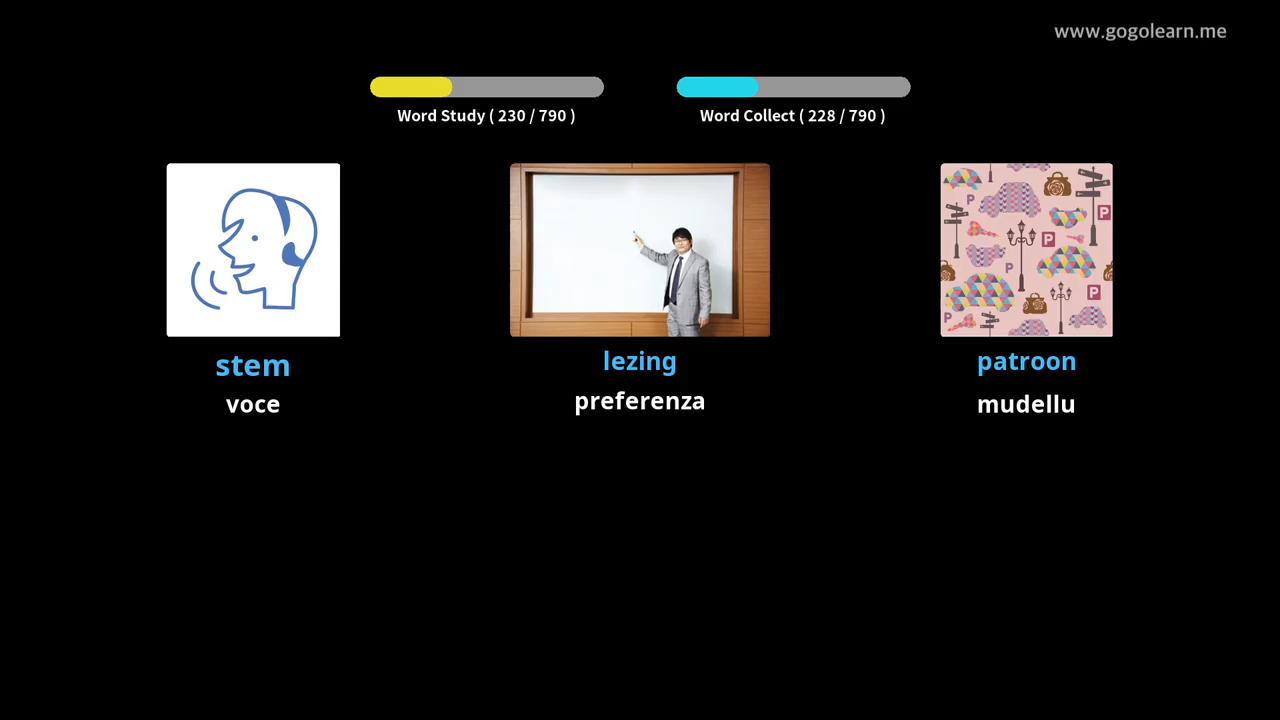 www.gogolearn.me
Word Study ( 230 / 790 )
Word Collect ( 228 / 790 )
stem
voce
lezing
preferenza
patroon
mudellu
P
P
P
P
P
P